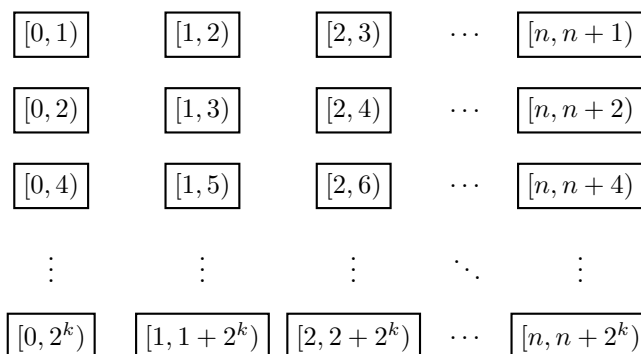 [0, 1) [1, 2) [2, 3) ⋯ [n, n + 1)
[0, 2) [1, 3) [2, 4) ⋯ [n, n + 2)
[0, 4) [1, 5) [2, 6) ⋯ [n, n + 4)
⋮ ⋮ ⋮ ⋱ ⋮
[0, 2^k) [1, 1 + 2^k) [2, 2 + 2^k) ⋯ [n, n + 2^k)